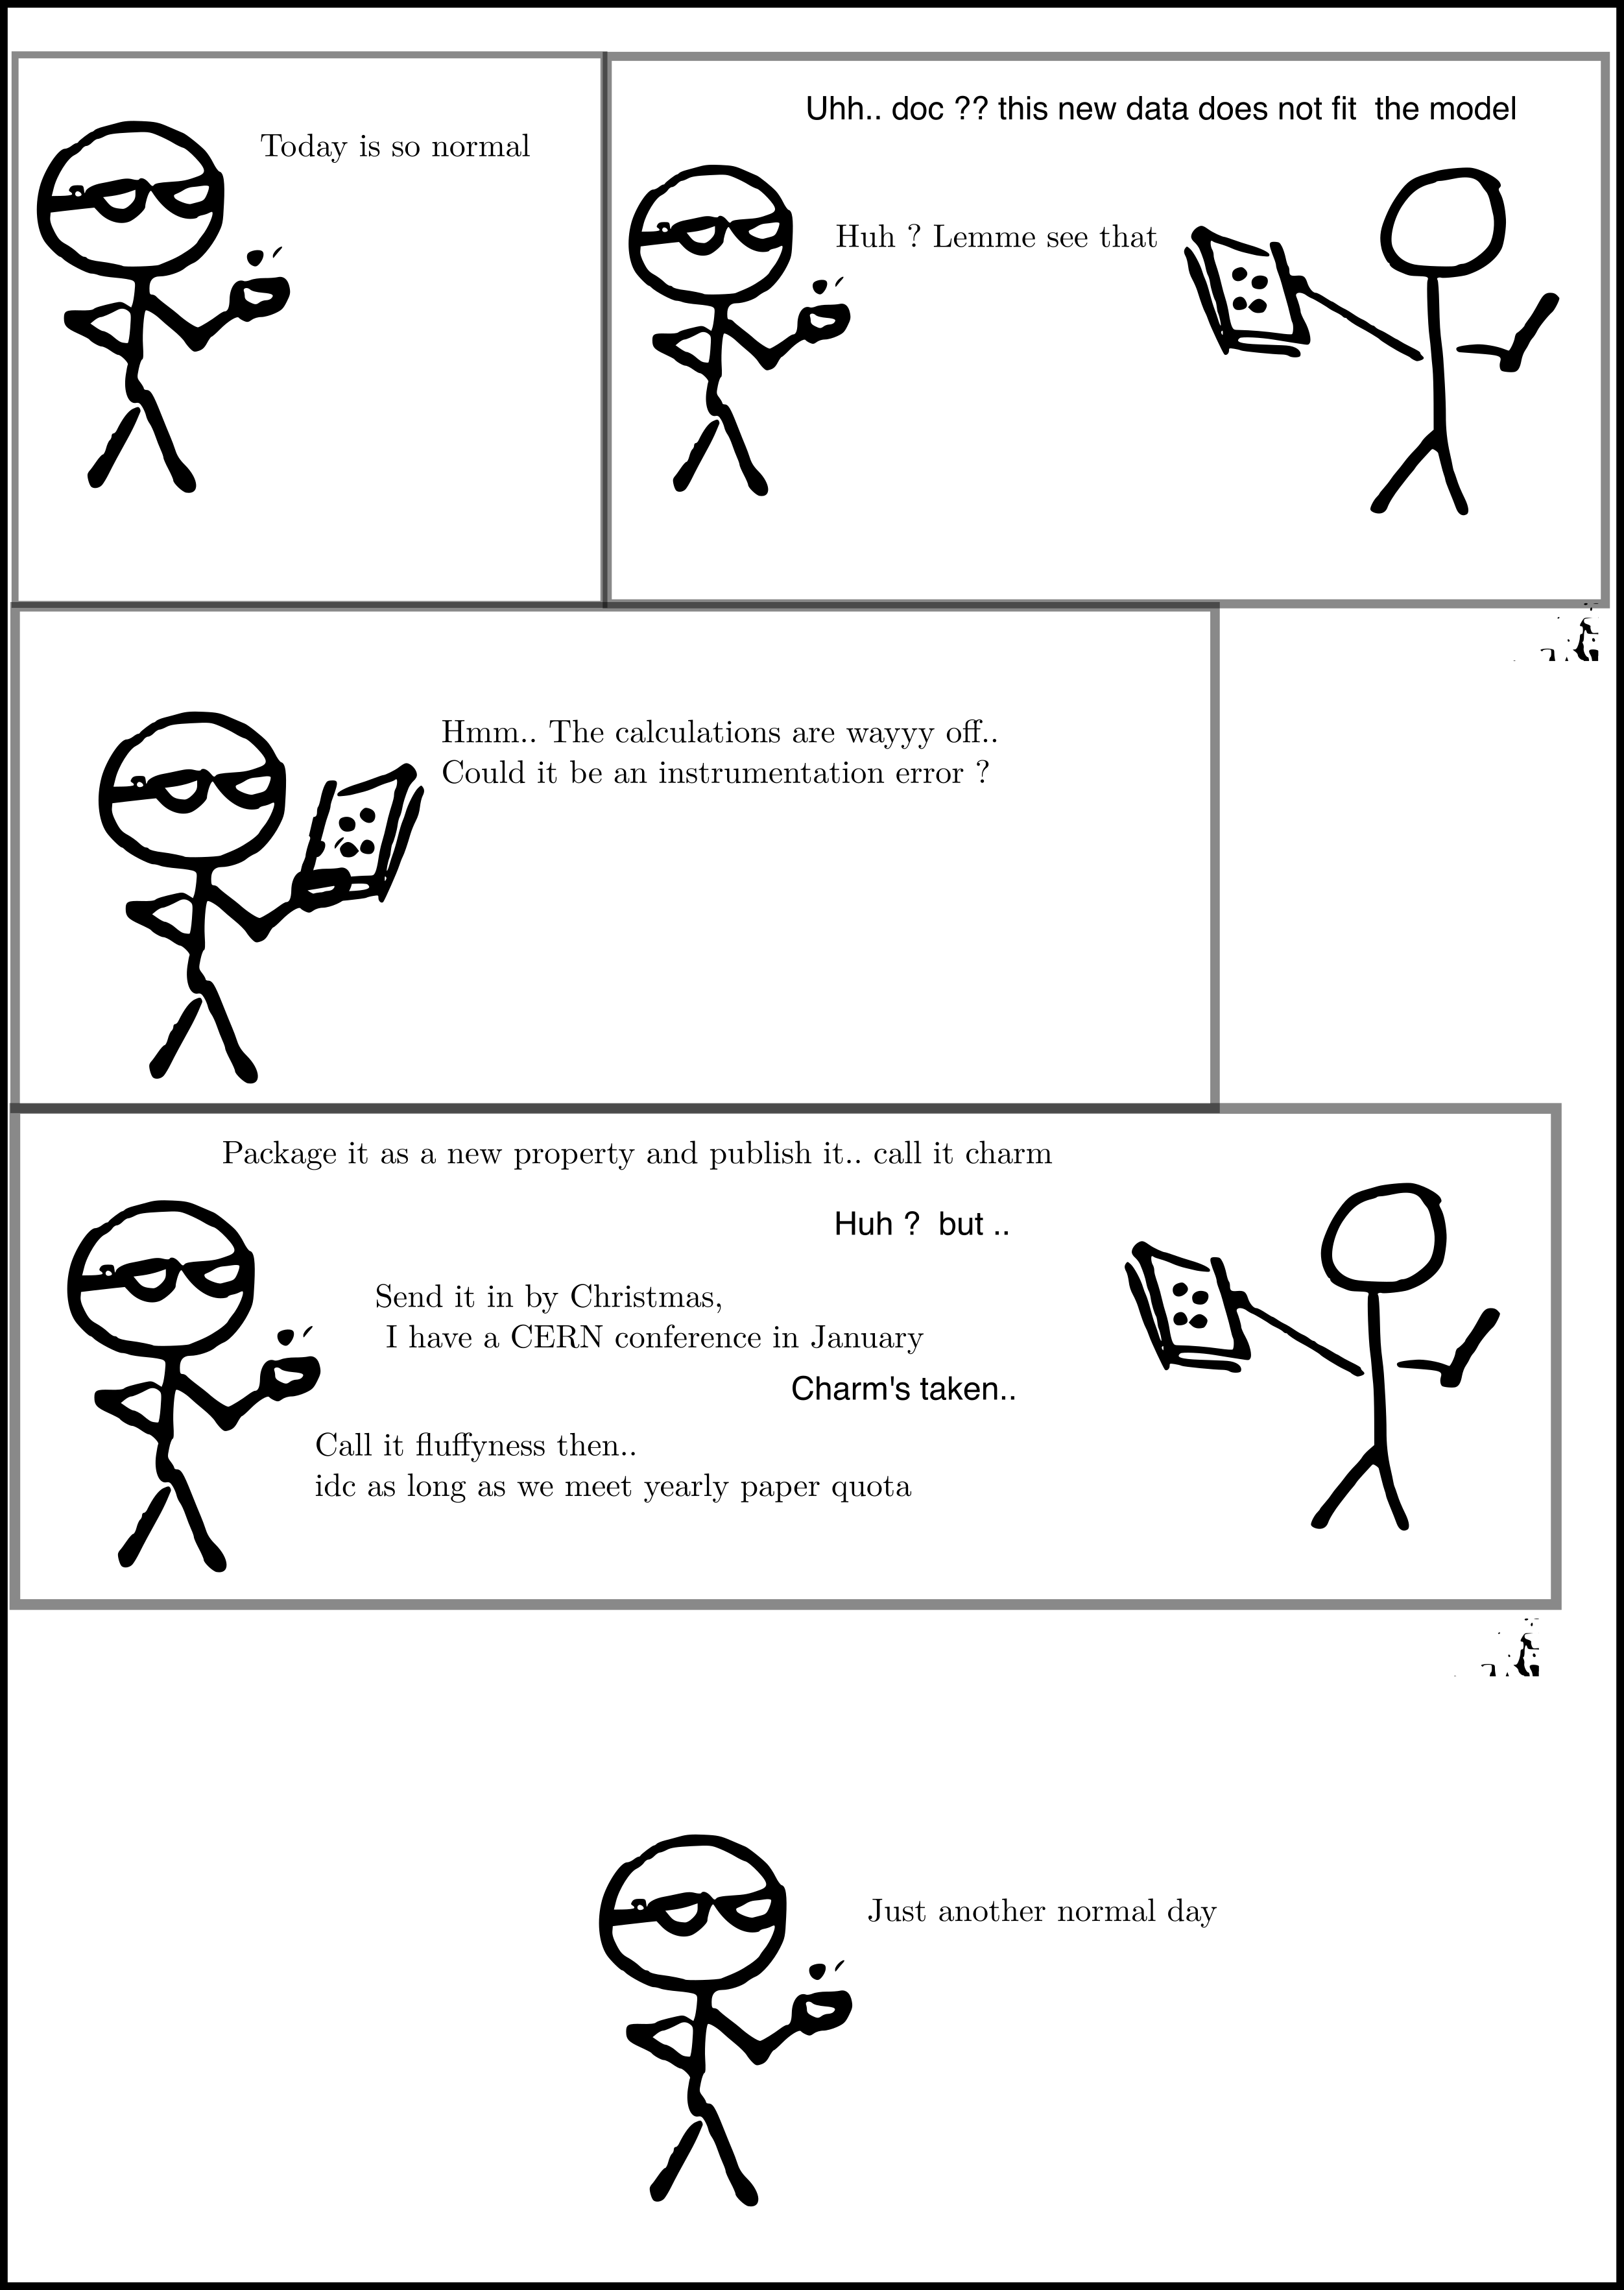 Today is so normal
Uhh.. doc ?? this new data does not fit  the model
Huh ? Lemme see that
Hmm.. The calculations are wayyy off..
Could it be an instrumentation error ?
Package it as a new property and publish it.. call it charm
Huh ?  but ..
Send it in by Christmas,
I have a CERN conference in January
Charm's taken..
Call it fluffyness then..
idc as long as we meet yearly paper quota
Just another normal day